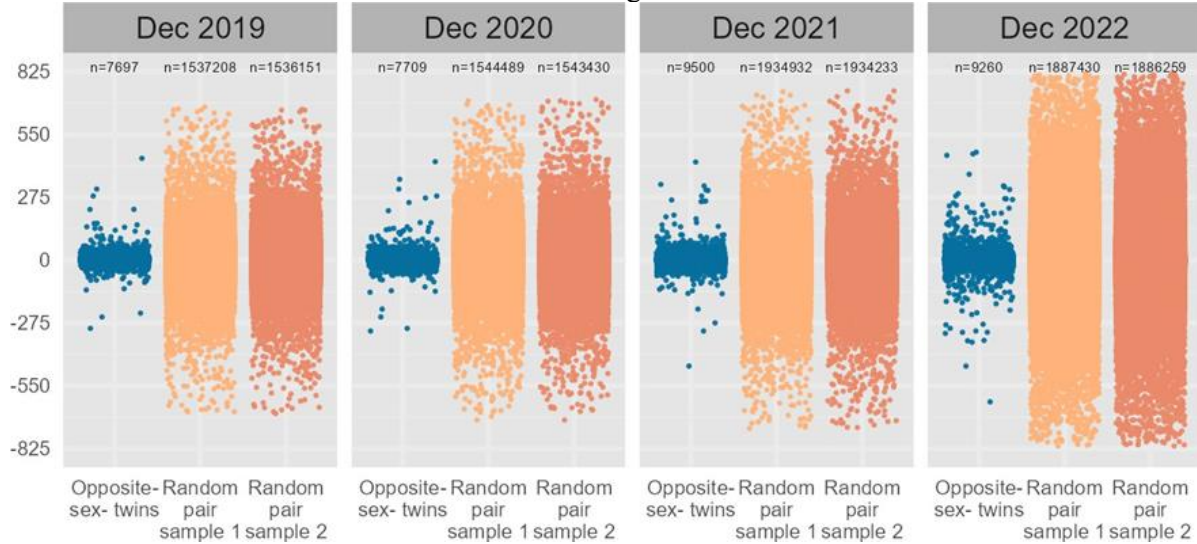 Dec 2019
Dec 2020
Dec 2021
Dec 2022
n=7697 n=1537208 n=1536151
n=7709 n=1544489 n=1543430
n=9500 n=1934932 n=1934233
n=9260 n=1887430 n=1886259
825
550
275
0
-275
-550
-825
Opposite- Random Random
sex- twins pair pair
sample 1 sample 2
Opposite- Random Random
sex- twins pair pair
sample 1 sample 2
Opposite- Random Random
sex- twins pair pair
sample 1 sample 2
Opposite- Random Random
sex- twins pair pair
sample 1 sample 2